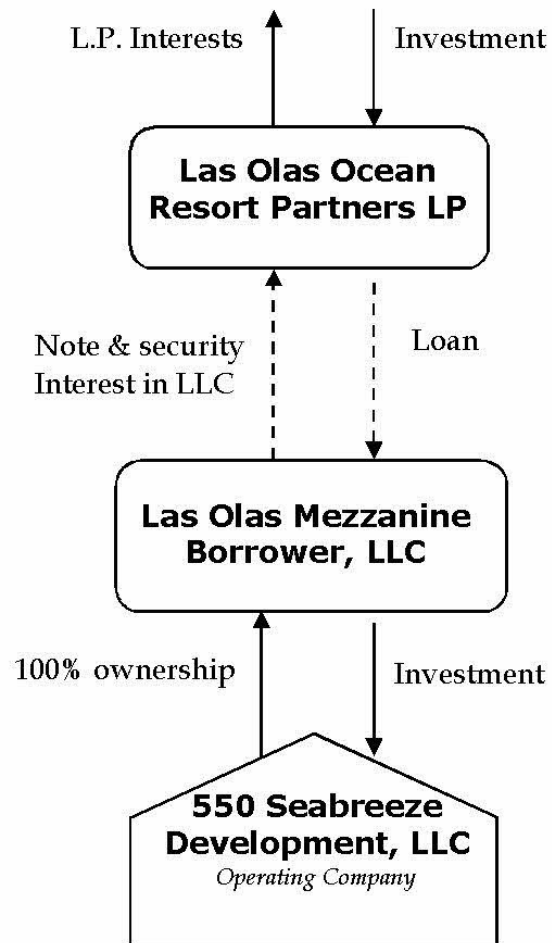 L.P. Interests
Investment
Las Olas Ocean
Resort Partners LP
Note & security
Interest in LLC
Loan
Las Olas Mezzanine
Borrower, LLC
100% ownership
Investment
550 Seabreeze
Development, LLC
Operating Company